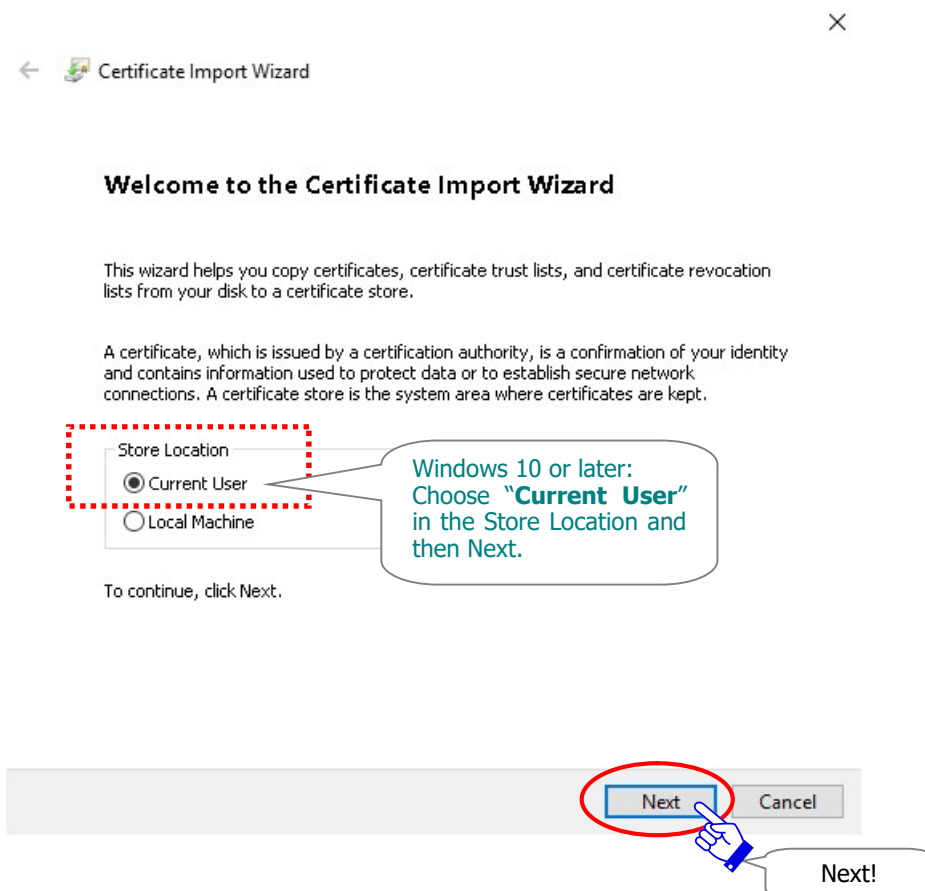 Certificate Import Wizard
Welcome to the Certificate Import Wizard
This wizard helps you copy certificates, certificate trust lists, and certificate revocation
lists from your disk to a certificate store.
A certificate, which is issued by a certification authority, is a confirmation of your identity
and contains information used to protect data or to establish secure network
connections. A certificate store is the system area where certificates are kept.
Store Location
Current User
Local Machine
Windows 10 or later:
Choose “Current User”
in the Store Location and
then Next.
To continue, click Next.
Next
Cancel
Next!